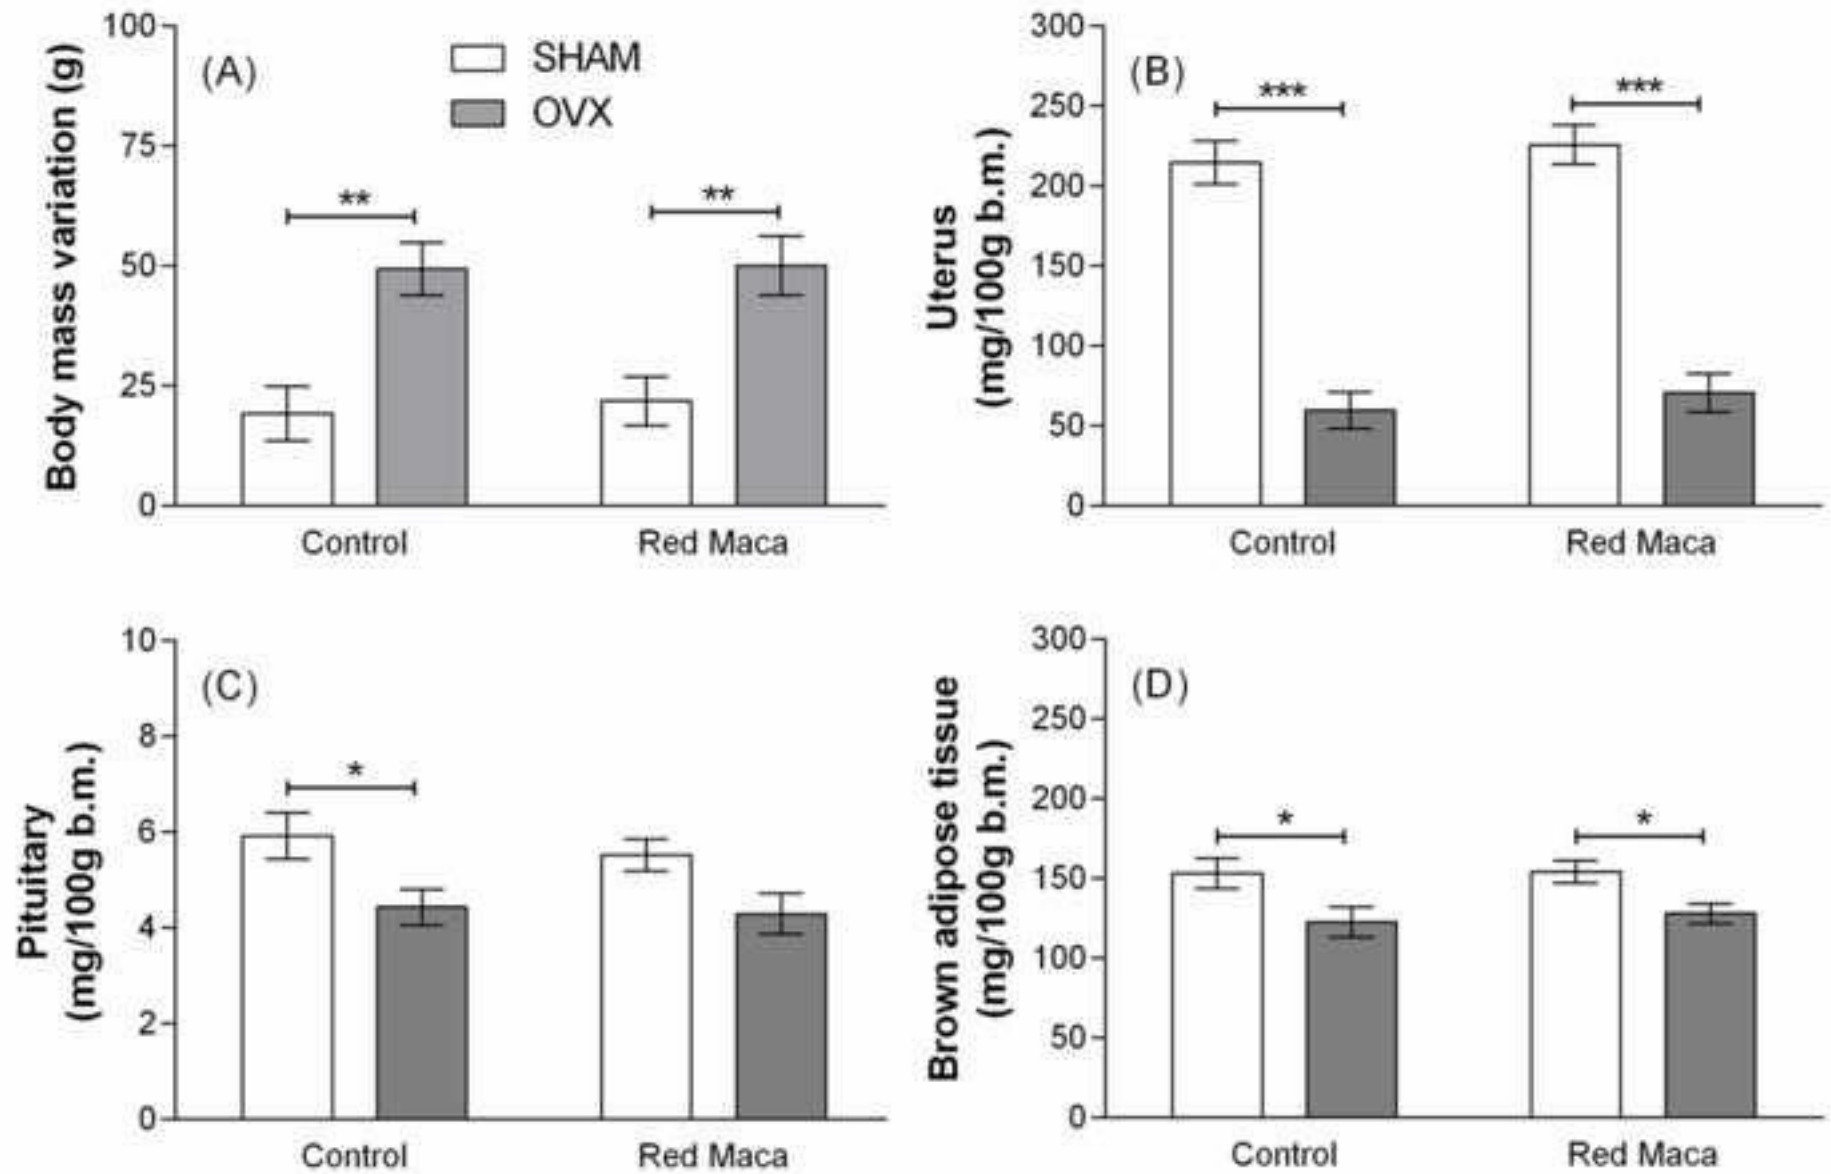 (A)
SHAM
OVX
Body mass variation (g)
100
75
50
25
0
**
**
Control
Red Maca
(B)
Uterus
(mg/100g b.m.)
300
250
200
150
100
50
0
***
***
Control
Red Maca
(C)
Pituitary
(mg/100g b.m.)
10
8
6
4
2
0
*
Control
Red Maca
(D)
Brown adipose tissue
(mg/100g b.m.)
300
250
200
150
100
50
0
*
*
Control
Red Maca